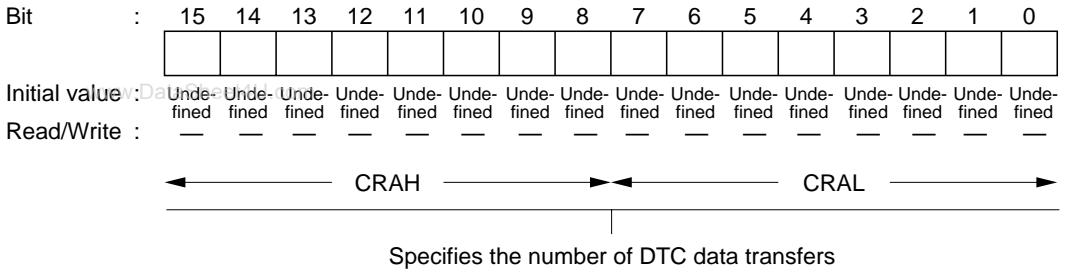 Bit : 15 14 13 12 11 10 9 8 7 6 5 4 3 2 1 0
Initial value : Unde- Unde- Unde- Unde- Unde- Unde- Unde- Unde- Unde- Unde- Unde- Unde- Unde- Unde- Unde- Unde-
fined fined fined fined fined fined fined fined fined fined fined fined fined fined fined fined
www.DataSheet4U.com
Read/Write : — — — — — — — — — — — — — — — —
CRAH CRAL
Specifies the number of DTC data transfers